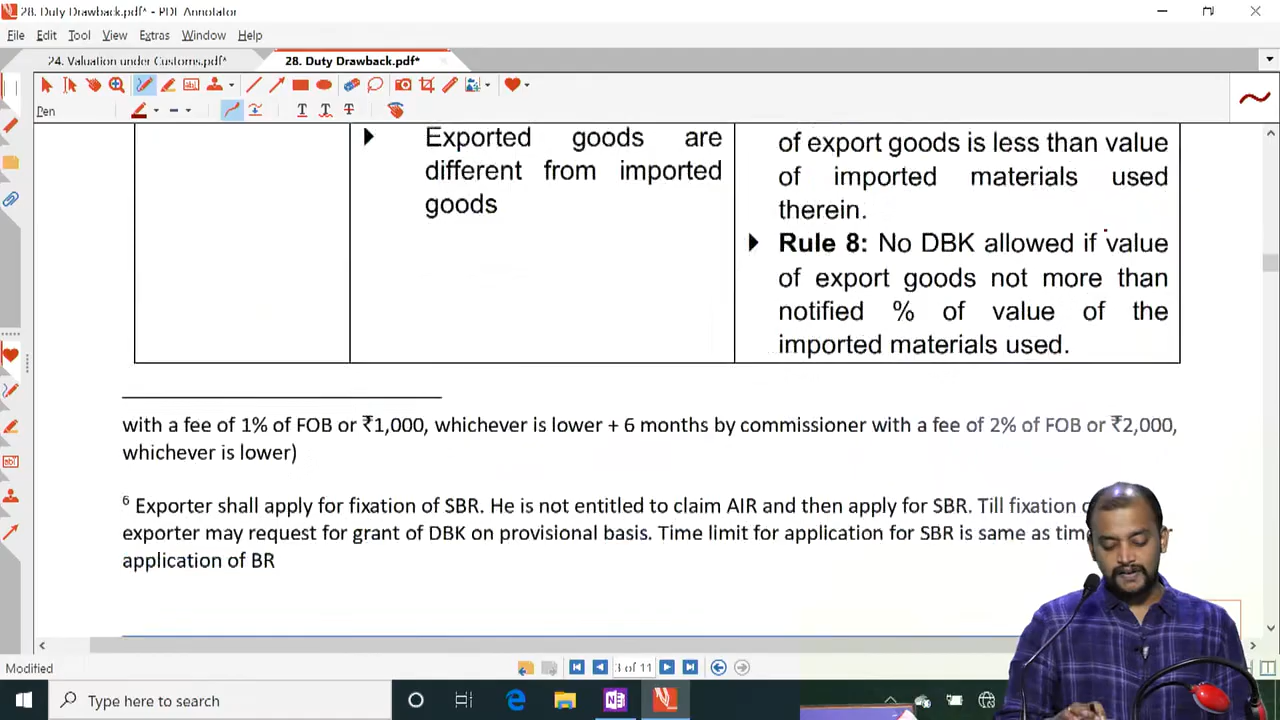 28. Duty Drawback.pdf* - PDF Annotator
File Edit Tool View Extras Window Help
24. Valuation under Customs.pdf* 28. Duty Drawback.pdf*
Pen
Exported goods are
different from imported
goods
of export goods is less than value
of imported materials used
therein.
Rule 8: No DBK allowed if value
of export goods not more than
notified % of value of the
imported materials used.
with a fee of 1% of FOB or ₹1,000, whichever is lower + 6 months by commissioner with a fee of 2% of FOB or ₹2,000,
whichever is lower)
6 Exporter shall apply for fixation of SBR. He is not entitled to claim AIR and then apply for SBR. Till fixation
exporter may request for grant of DBK on provisional basis. Time limit for application for SBR is same as
application of BR
3 of 11
Modified
Type here to search